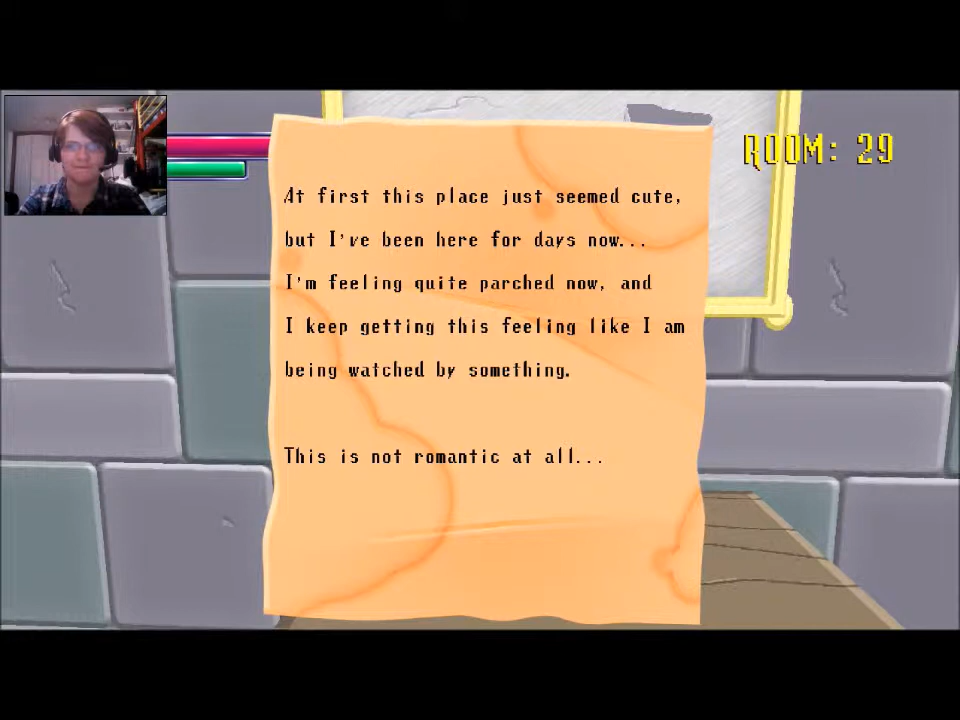 ROOM: 29
At first this place just seemed cute,
but I've been here for days now...
I'm feeling quite parched now, and
I keep getting this feeling like I am
being watched by something.
This is not romantic at all...